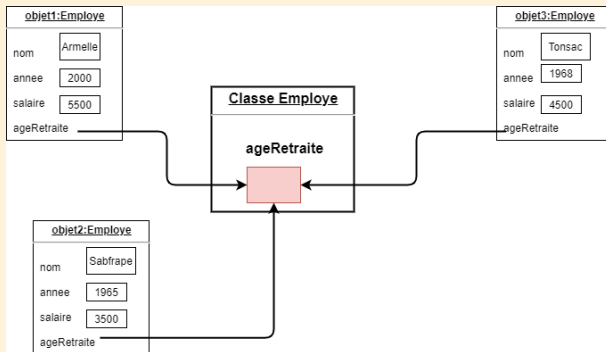 objet1:Employe
nom Armelle
annee 2000
salaire 5500
ageRetraite
objet3:Employe
nom Tonsac
annee 1968
salaire 4500
ageRetraite
Classe Employe
ageRetraite
objet2:Employe
nom Sabfrape
annee 1965
salaire 3500
ageRetraite